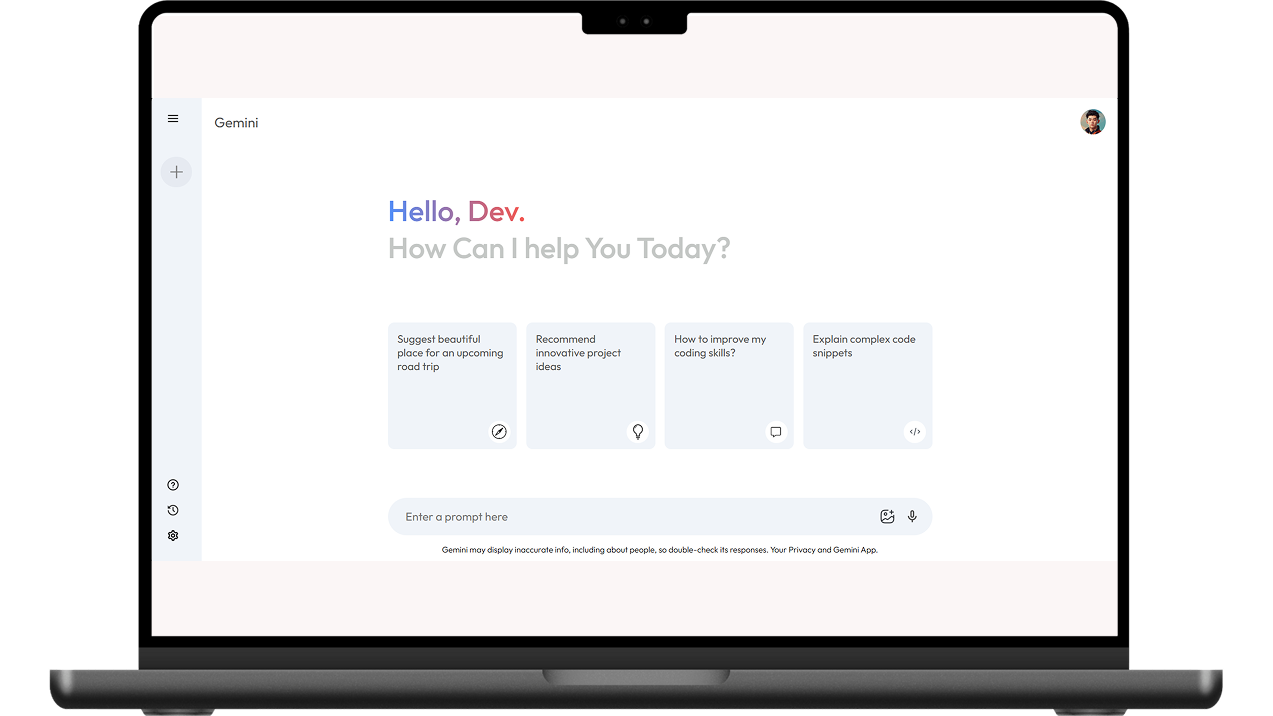 Gemini
Hello, Dev.
How Can I help You Today?
Suggest beautiful
place for an upcoming
road trip
Recommend
innovative project
ideas
How to improve my
coding skills?
Explain complex code
snippets
</>
Enter a prompt here
Gemini may display inaccurate info, including about people, so double-check its responses. Your Privacy and Gemini App.